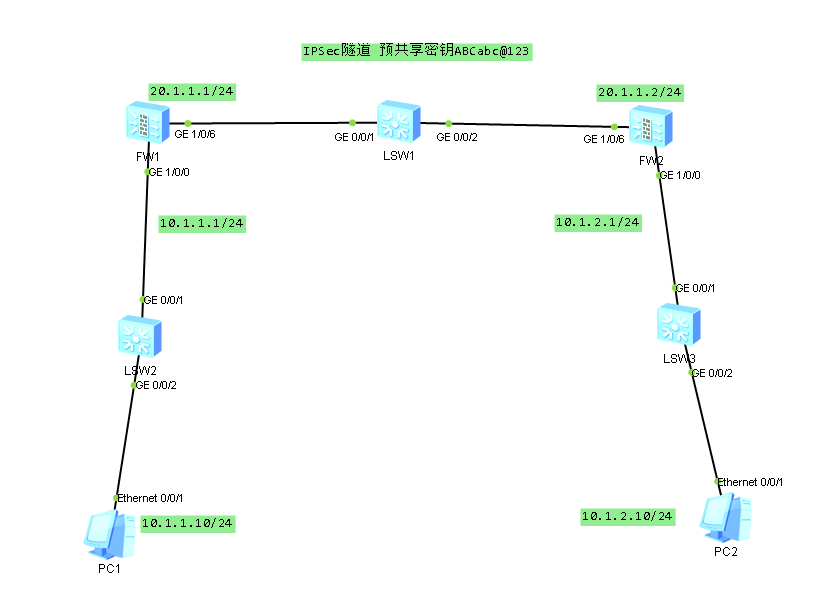 IPSec隧道 预共享密钥ABCabc@123
20.1.1.1/24
20.1.1.2/24
GE 1/0/6
GE 0/0/1
GE 0/0/2
GE 1/0/6
FW1
LSW1
FW2
GE 1/0/0
GE 1/0/0
10.1.1.1/24
10.1.2.1/24
GE 0/0/1
GE 0/0/1
LSW2
LSW3
GE 0/0/2
GE 0/0/2
Ethernet 0/0/1
Ethernet 0/0/1
10.1.1.10/24
10.1.2.10/24
PC1
PC2